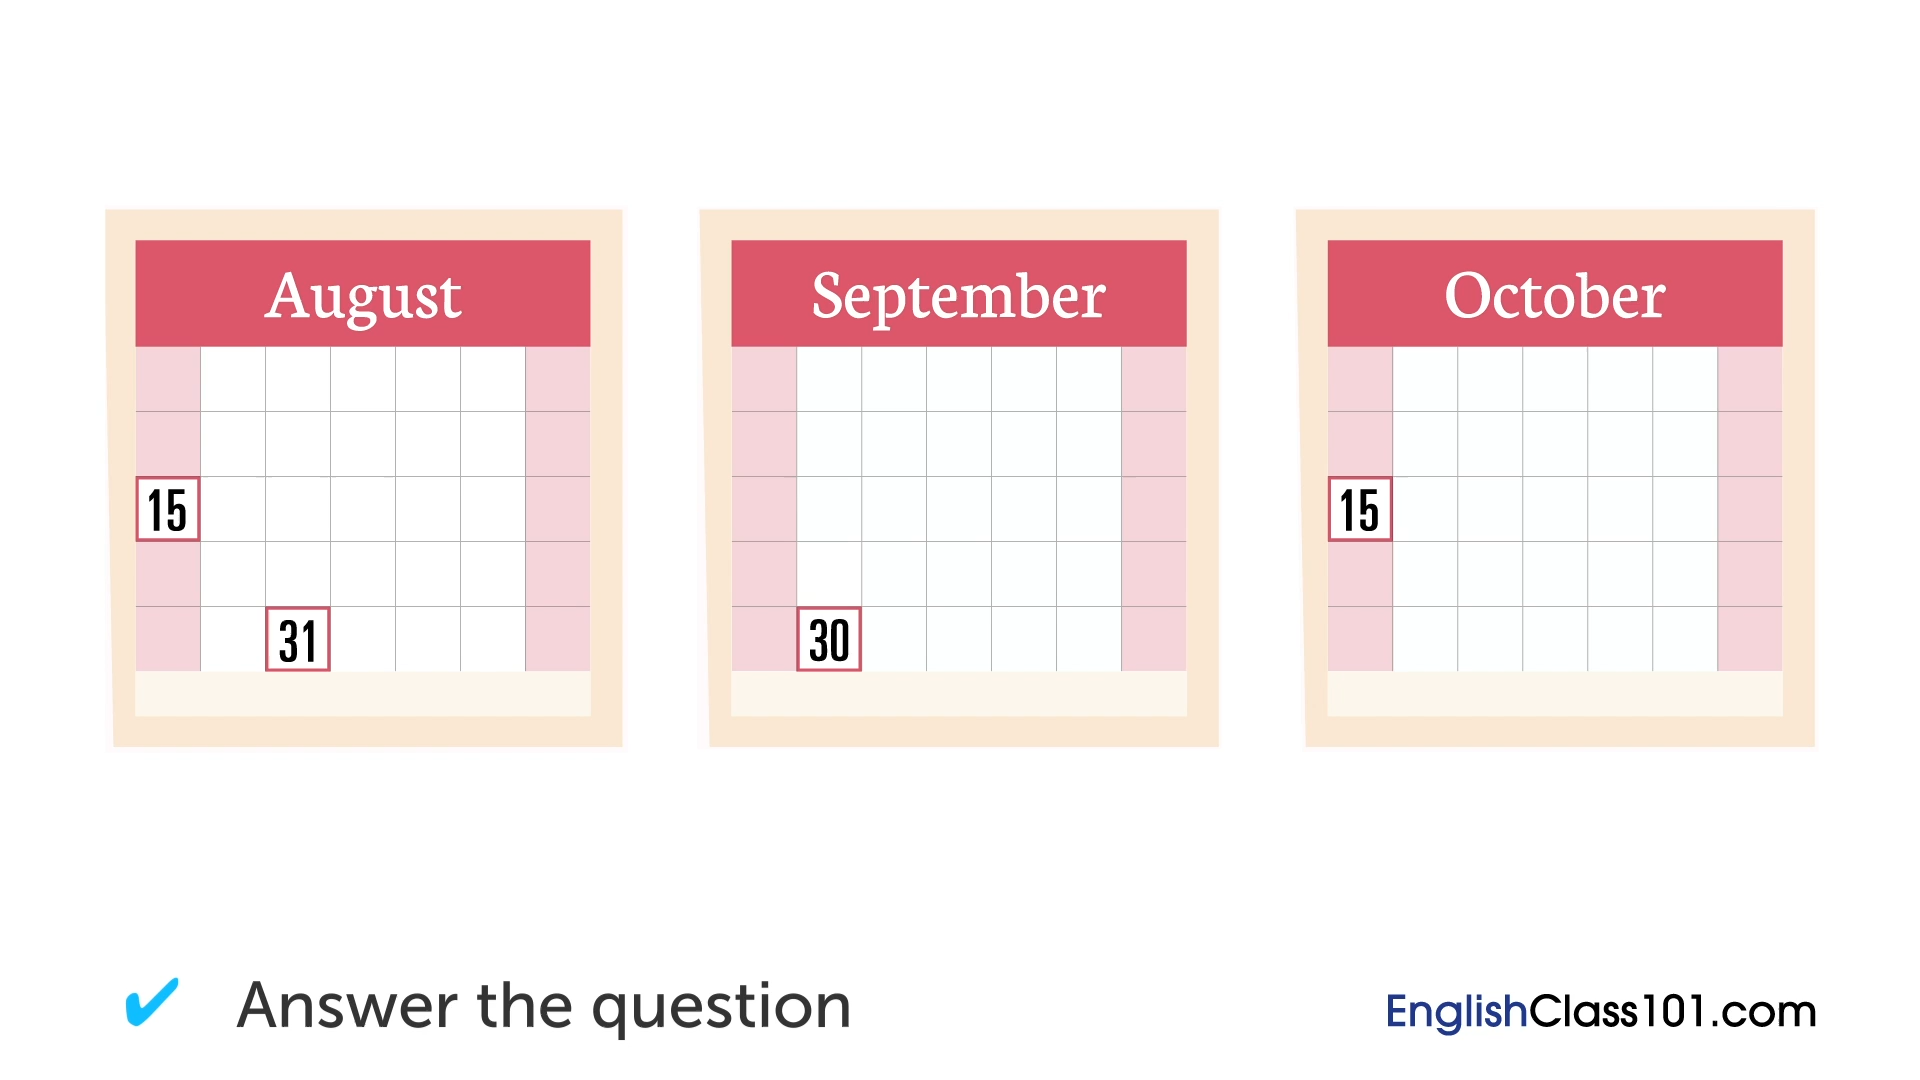 August
15
31
September
30
October
15
✔ Answer the question
EnglishClass101.com